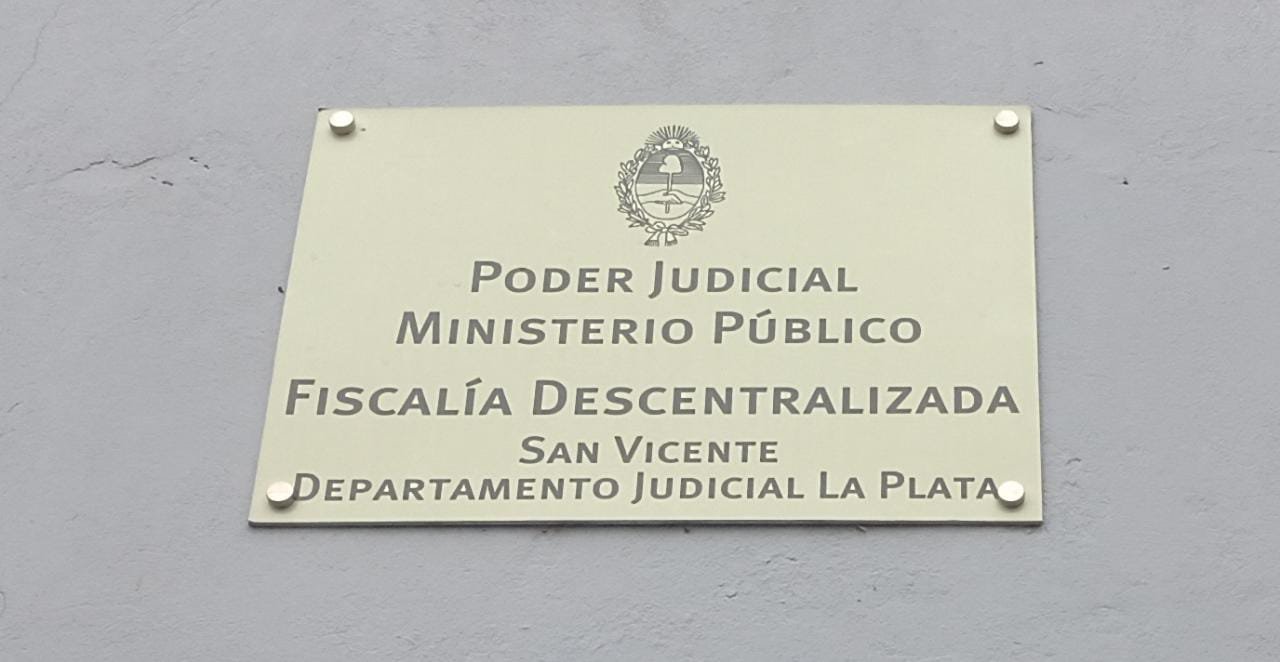 Poder Judicial
Ministerio Público
Fiscalía Descentralizada
San Vicente
Departamento Judicial La Plata